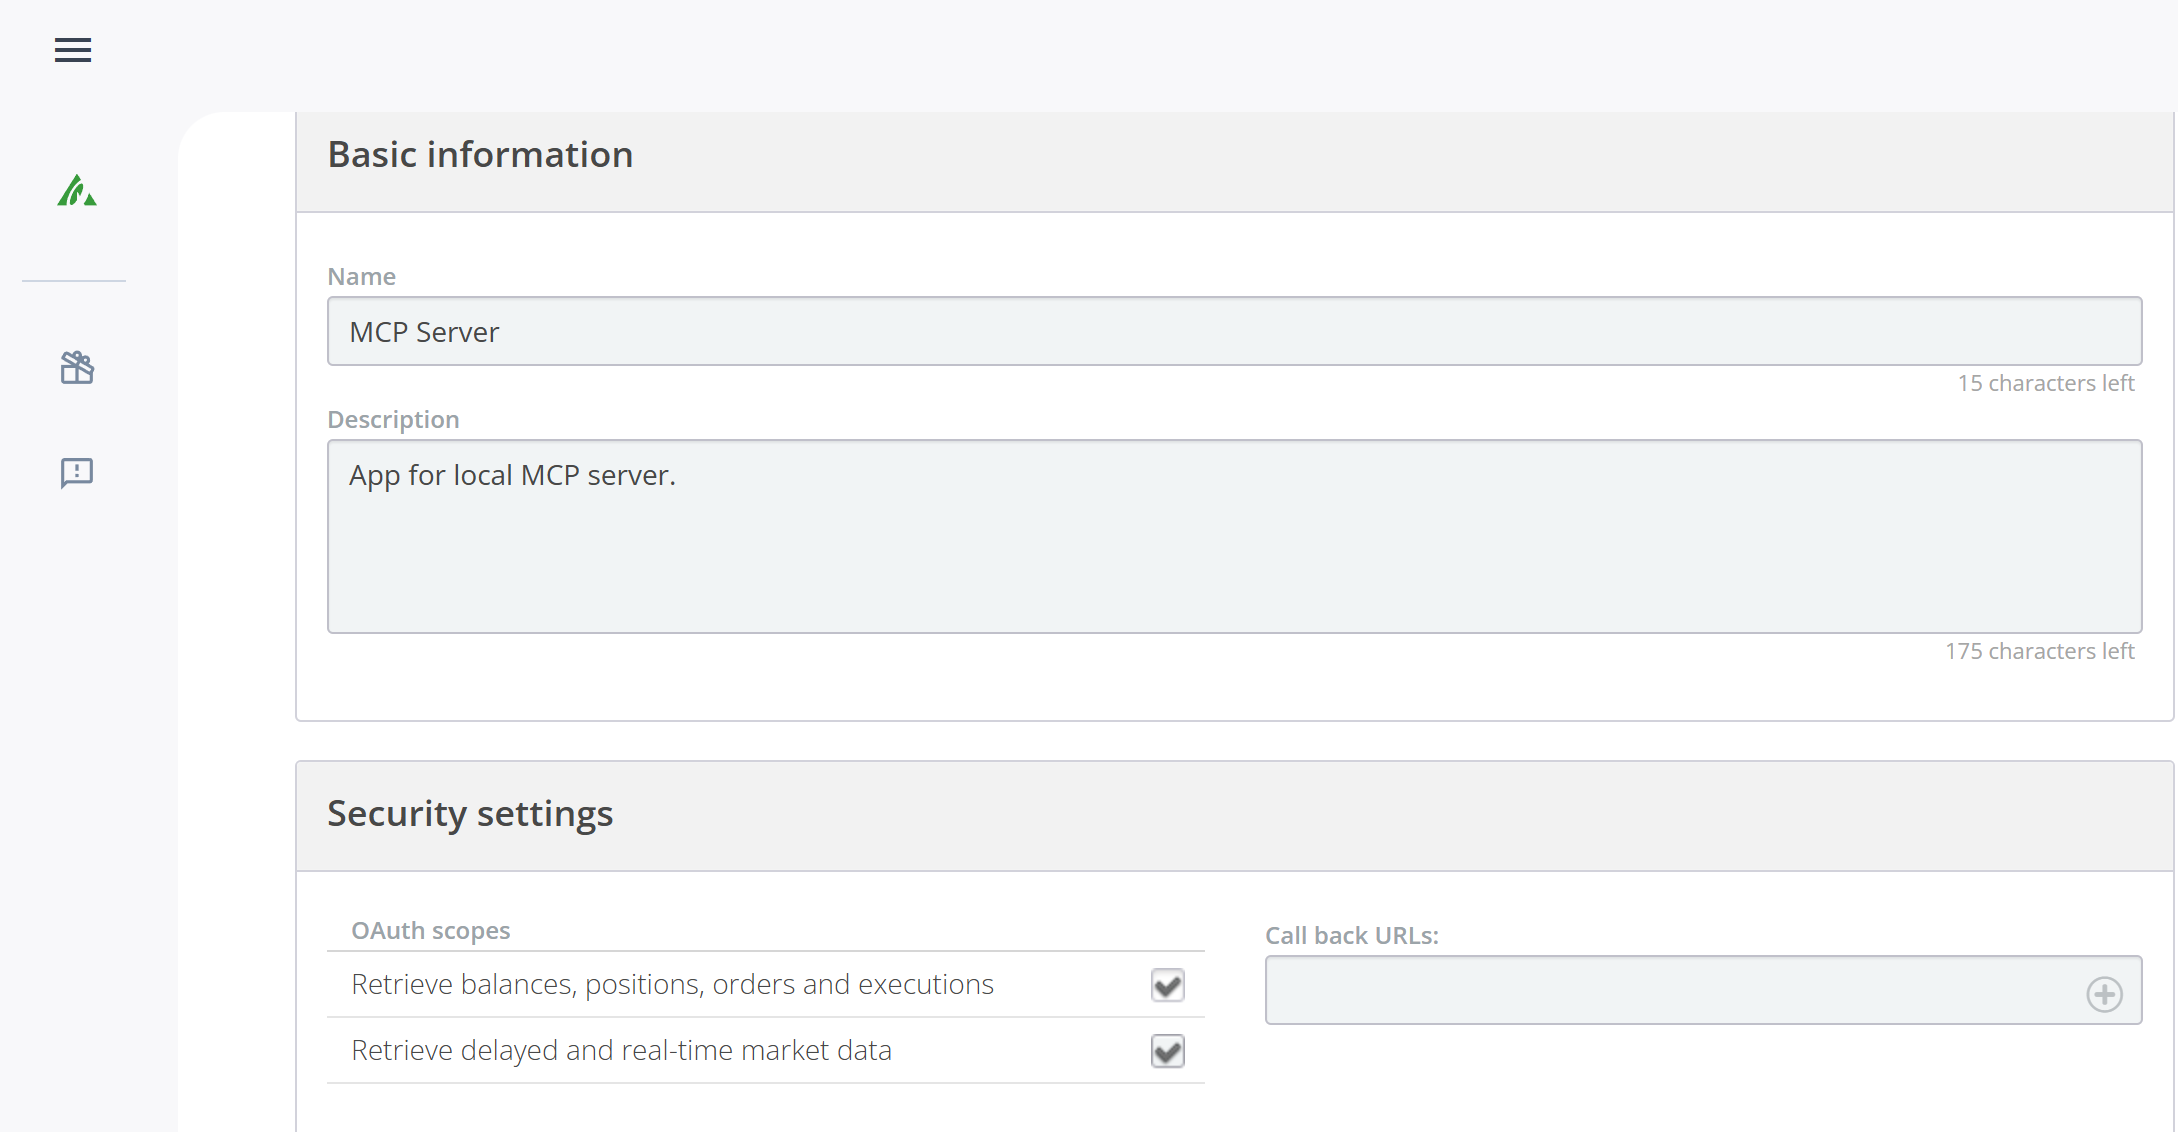 Basic information
Name
MCP Server
15 characters left
Description
App for local MCP server.
175 characters left
Security settings
OAuth scopes
Retrieve balances, positions, orders and executions
Retrieve delayed and real-time market data
Call back URLs: